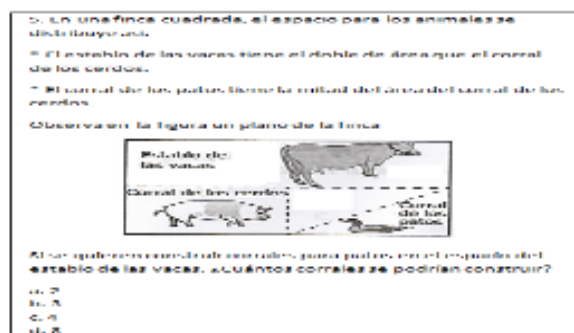 5. En una finca cuadrada, el espacio para los animales se
distribuye así.
* El establo de las vacas tiene el doble de área que el corral
de los cerdos.
* El corral de los patos tiene la mitad del área del corral de los
cerdos
Observa en la figura un plano de la finca
Establo de
las vacas
Corral de los cerdos
Corral
de los
patos
Si se quieren construir corrales para patos en el espacio del
establo de las vacas. ¿Cuántos corrales se podrían construir?
a. 2
b. 3
c. 4
d. 8